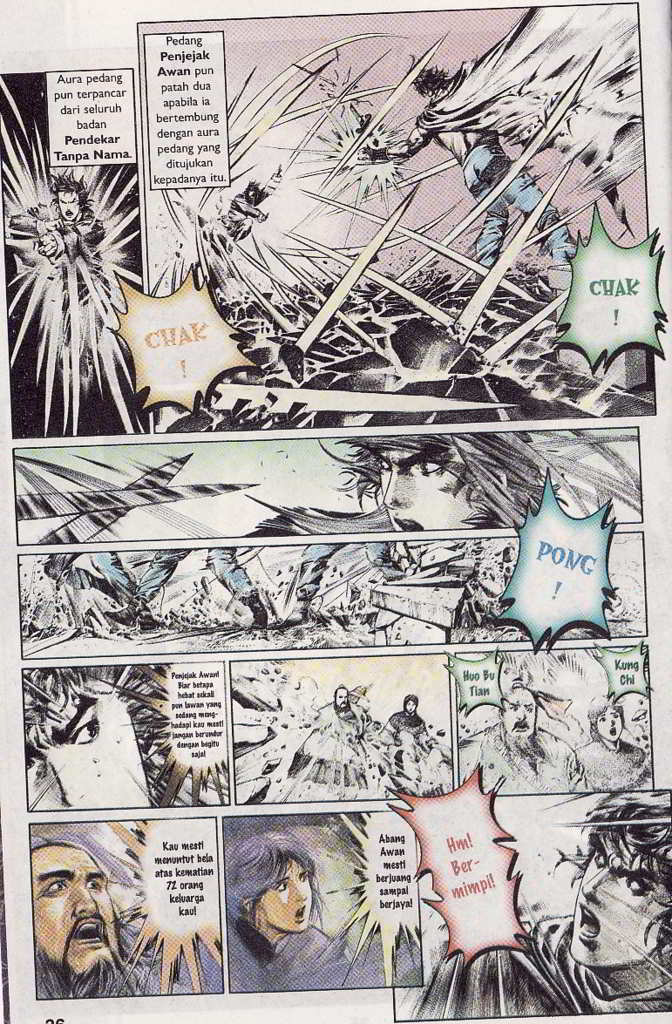 Aura pedang
pun terpancar
dari seluruh
badan
Pendekar
Tanpa Nama.
Pedang
Penjejak
Awan pun
patah dua
apabila ia
bertembung
dengan aura
pedang yang
ditujukan
kepadanya itu.
CHAK
!
CHAK
!
PONG
!
Penjejak Awan!
Biar betapa
hebat sekali
pun lawan yang
sedang meng-
hadapi kau mesti
jangan berundur
dengan begitu
saja!
Huo Bu
Tian
Kung
Chi
Kau mesti
menuntut bela
atas kematian
72 orang
keluarga
kau!
Abang
Awan
mesti
berjuang
sampai
berjaya!
Hm!
Ber-
mimpi!
26